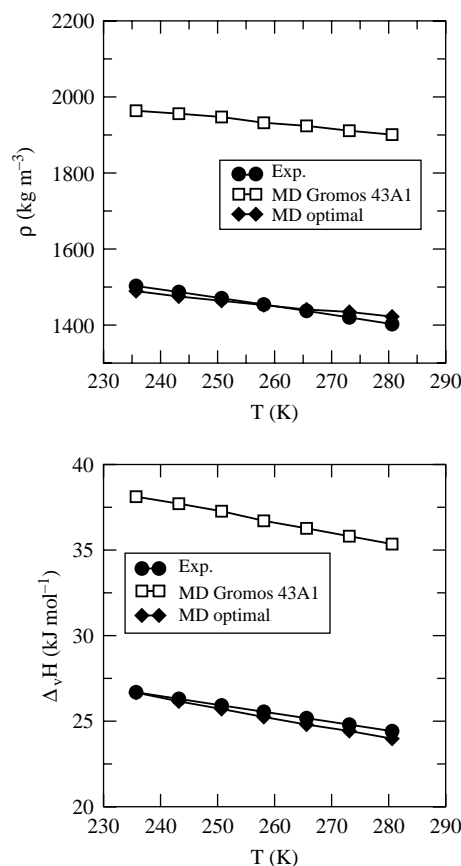 2200
2000
1800
1600
1400
ρ (kg m⁻³)
Exp.
MD Gromos 43A1
MD optimal
230 240 250 260 270 280 290
T (K)
40
35
30
25
20
ΔᵥH (kJ mol⁻¹)
Exp.
MD Gromos 43A1
MD optimal
230 240 250 260 270 280 290
T (K)